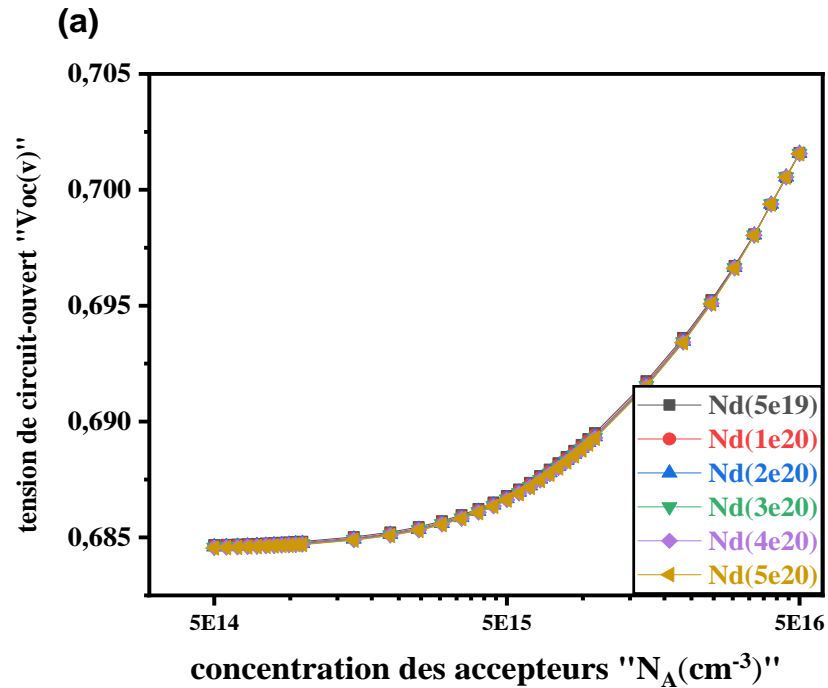 (a)
0,705
0,700
0,695
0,690
0,685
tension de circuit-ouvert "Voc(v)"
Nd(5e19)
Nd(1e20)
Nd(2e20)
Nd(3e20)
Nd(4e20)
Nd(5e20)
5E14 5E15 5E16
concentration des accepteurs "N_A(cm⁻³)"